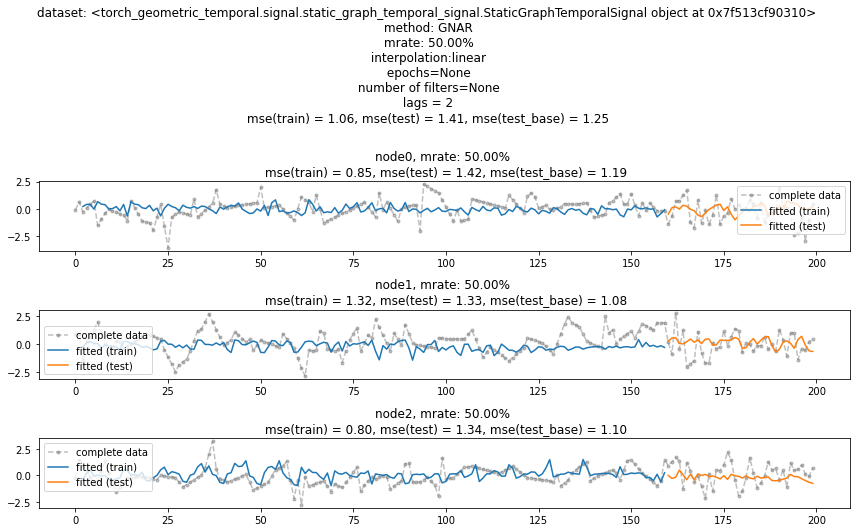 dataset: <torch_geometric_temporal.signal.static_graph_temporal_signal.StaticGraphTemporalSignal object at 0x7f513cf90310>
method: GNAR
mrate: 50.00%
interpolation:linear
epochs=None
number of filters=None
lags = 2
mse(train) = 1.06, mse(test) = 1.41, mse(test_base) = 1.25
node0, mrate: 50.00%
mse(train) = 0.85, mse(test) = 1.42, mse(test_base) = 1.19
2.5
0.0
−2.5
complete data
fitted (train)
fitted (test)
0 25 50 75 100 125 150 175 200
node1, mrate: 50.00%
mse(train) = 1.32, mse(test) = 1.33, mse(test_base) = 1.08
2.5
0.0
−2.5
complete data
fitted (train)
fitted (test)
0 25 50 75 100 125 150 175 200
node2, mrate: 50.00%
mse(train) = 0.80, mse(test) = 1.34, mse(test_base) = 1.10
2.5
0.0
−2.5
complete data
fitted (train)
fitted (test)
0 25 50 75 100 125 150 175 200